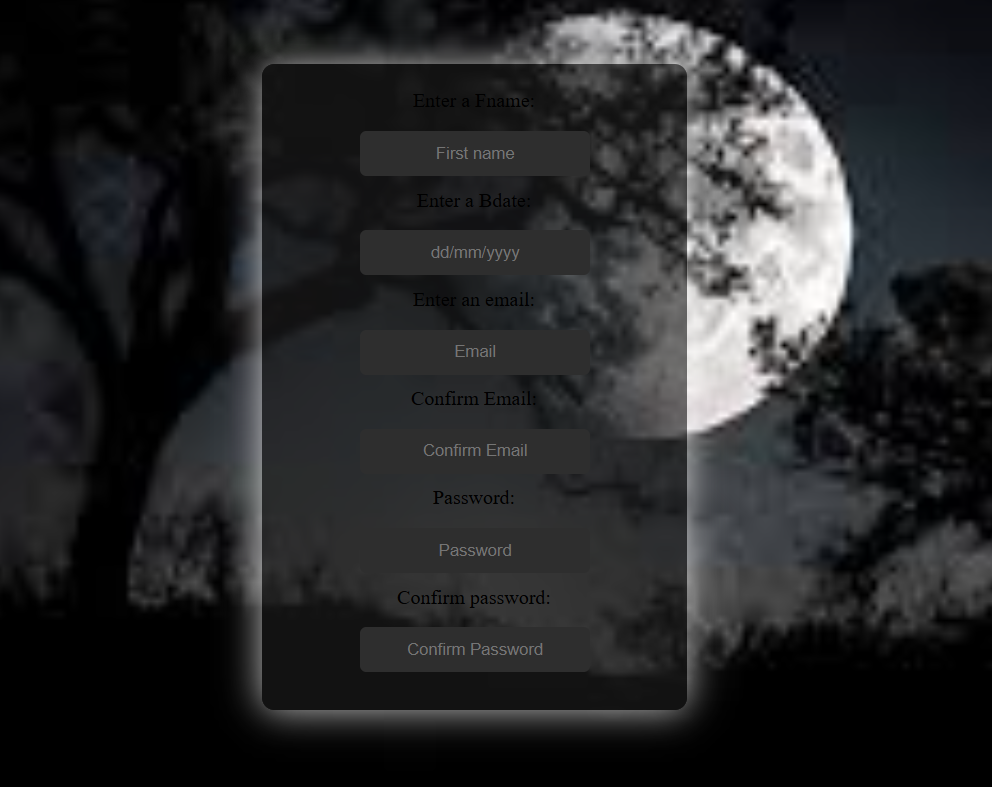 Enter a Fname:
First name
Enter a Bdate:
dd/mm/yyyy
Enter an email:
Email
Confirm Email:
Confirm Email
Password:
Password
Confirm password:
Confirm Password